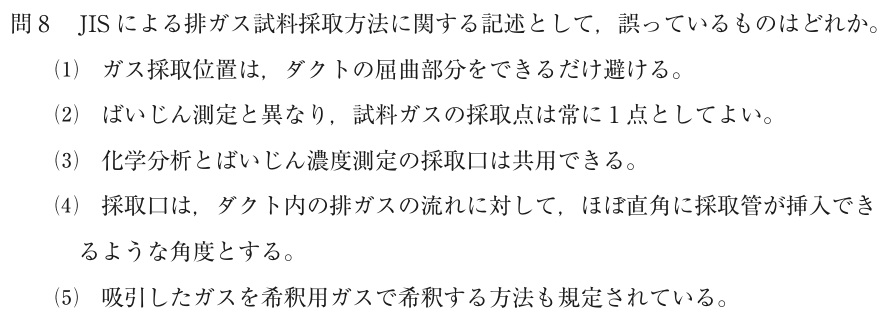 問8　JIS による排ガス試料採取方法に関する記述として，誤っているものはどれか。
⑴　ガス採取位置は，ダクトの屈曲部分をできるだけ避ける。
⑵　ばいじん測定と異なり，試料ガスの採取点は常に1点としてよい。
⑶　化学分析とばいじん濃度測定の採取口は共用できる。
⑷　採取口は，ダクト内の排ガスの流れに対して，ほぼ直角に採取管が挿入でき
るような角度とする。
⑸　吸引したガスを希釈用ガスで希釈する方法も規定されている。